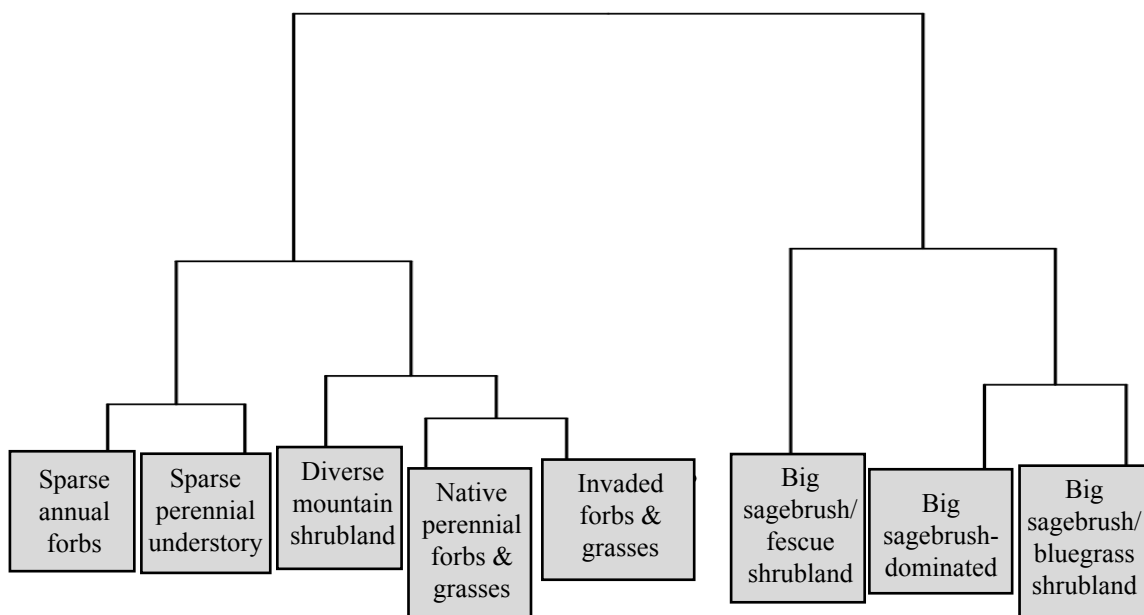 Sparse
annual
forbs
Sparse
perennial
understory
Diverse
mountain
shrubland
Native
perennial
forbs &
grasses
Invaded
forbs &
grasses
Big
sagebrush/
fescue
shrubland
Big
sagebrush-
dominated
Big
sagebrush/
bluegrass
shrubland